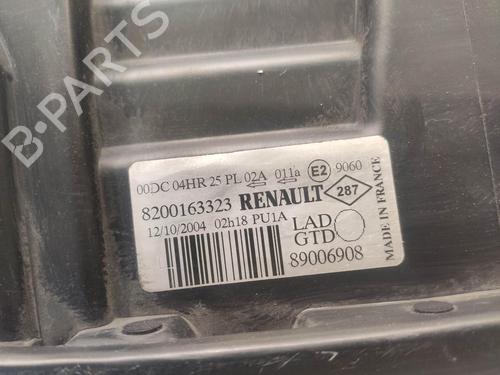 00DC 04HR 25 PL 02A 011a E2 9060
8200163323 RENAULT 287
12/10/2004 02h18 PU1A
LAD
GTD
89006908
MADE IN FRANCE
B-PARTS